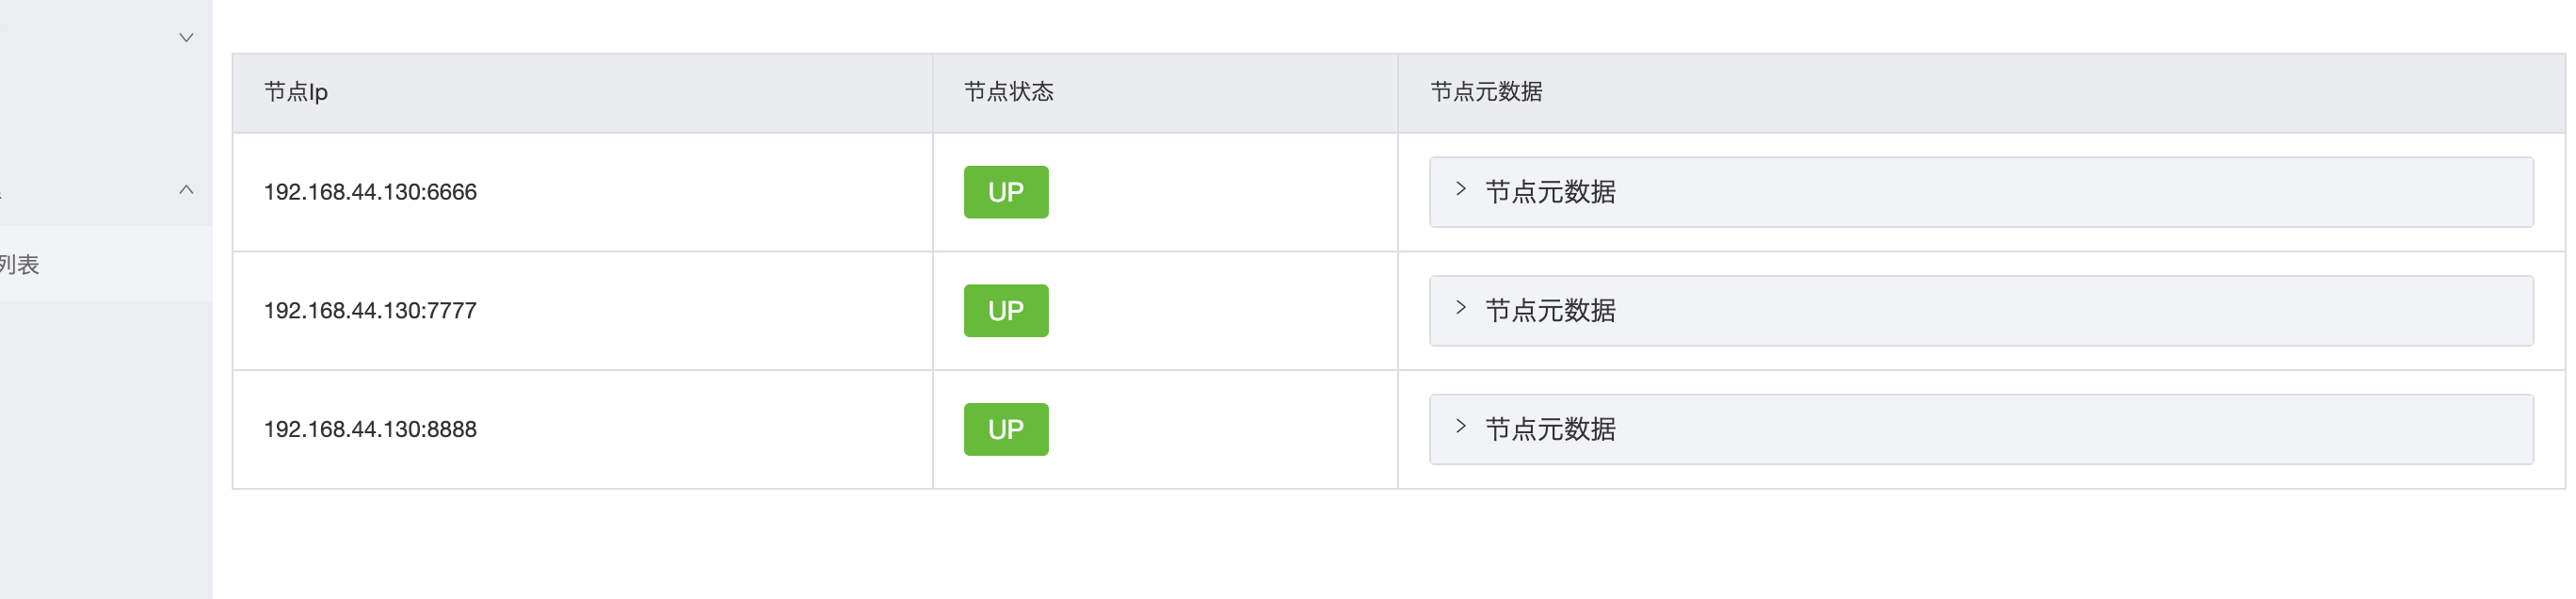 节点Ip 节点状态 节点元数据
192.168.44.130:6666 UP 节点元数据
列表
192.168.44.130:7777 UP 节点元数据
192.168.44.130:8888 UP 节点元数据